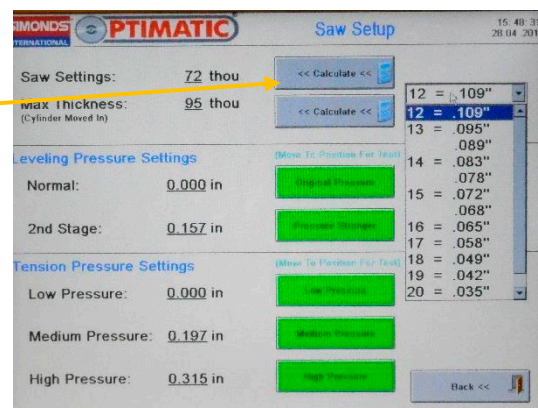 SIMONDS
INTERNATIONAL
OPTIMATIC
Saw Setup
15: 48: 3
28.04 .201
Saw Settings: 72 thou
<< Calculate <<
Max Thickness: 95 thou
(Cylinder Moved In)
<< Calculate <<
12 = .109"
12 = .109"
13 = .095"
.089"
14 = .083"
.078"
15 = .072"
.068"
16 = .065"
17 = .058"
18 = .049"
19 = .042"
20 = .035"
Leveling Pressure Settings
(Move To Position For Test)
Normal: 0.000 in
Original Pressure
2nd Stage: 0.157 in
Pressure Stronger
Tension Pressure Settings
(Move To Position For Test)
Low Pressure: 0.000 in
Low Pressure
Medium Pressure: 0.197 in
Medium Pressure
High Pressure: 0.315 in
High Pressure
Back <<